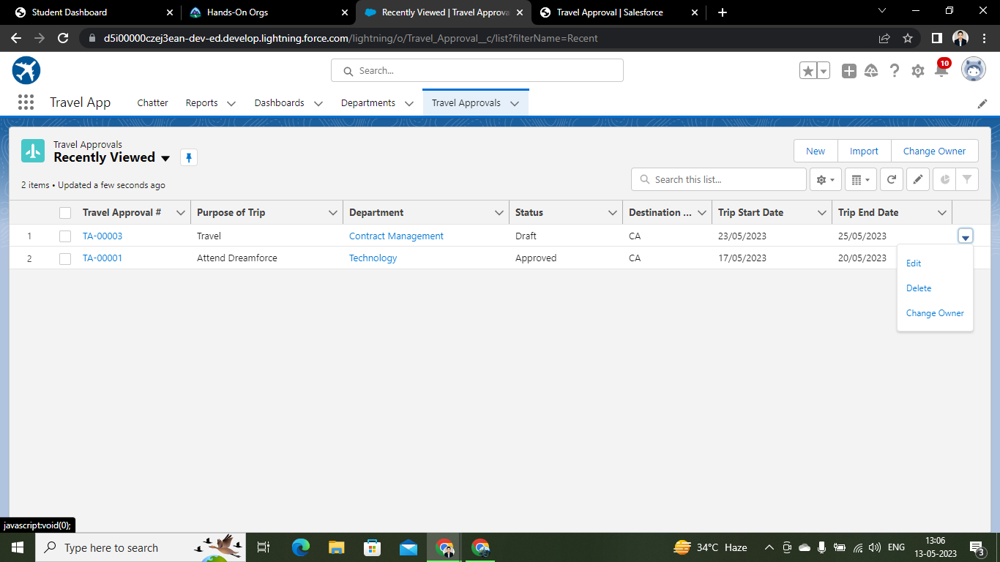 Student Dashboard
Hands-On Orgs
Recently Viewed | Travel Approva
Travel Approval | Salesforce
d5i00000czej3ean-dev-ed.develop.lightning.force.com/lightning/o/Travel_Approval__c/list?filterName=Recent
Search...
10
Travel App Chatter Reports Dashboards Departments Travel Approvals
Travel Approvals
Recently Viewed
New Import Change Owner
2 items • Updated a few seconds ago
Search this list...
Travel Approval # Purpose of Trip Department Status Destination ... Trip Start Date Trip End Date
1 TA-00003 Travel Contract Management Draft CA 23/05/2023 25/05/2023
2 TA-00001 Attend Dreamforce Technology Approved CA 17/05/2023 20/05/2023
Edit
Delete
Change Owner
javascript:void(0);
Type here to search
34°C Haze
ENG
13:06
13-05-2023
3